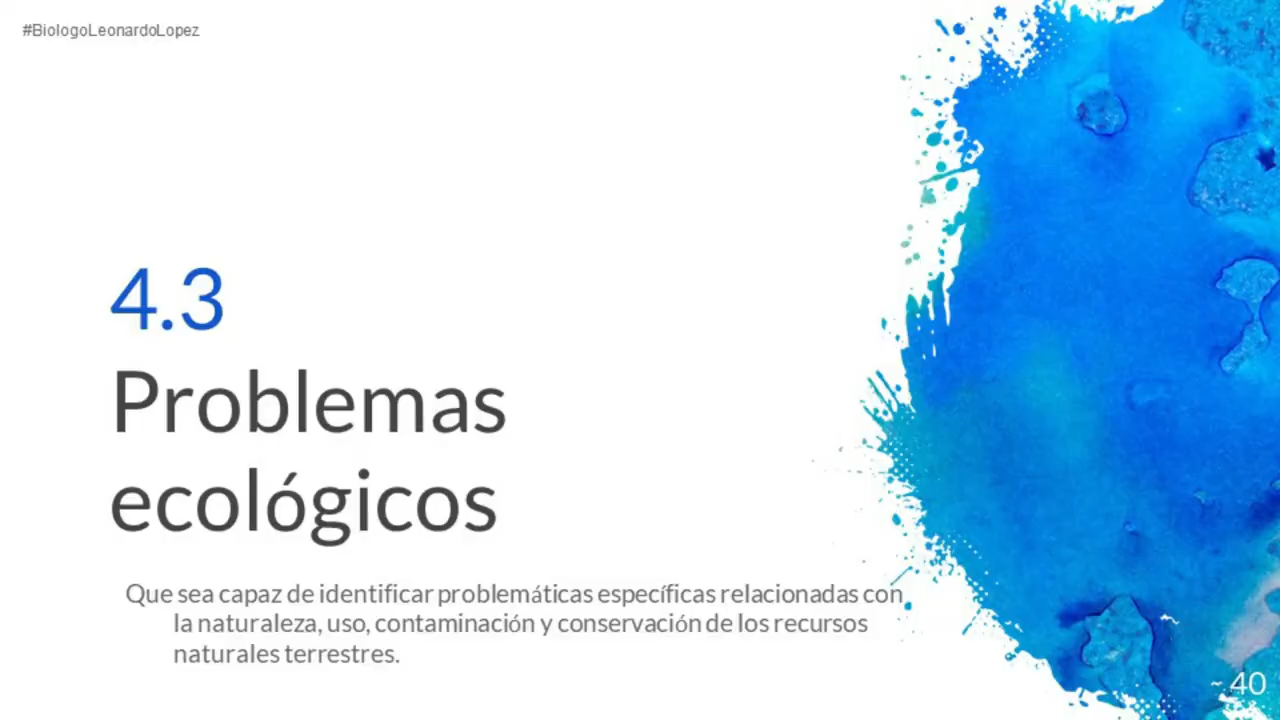 #BiologoLeonardoLopez
4.3
Problemas
ecológicos
Que sea capaz de identificar problemáticas específicas relacionadas con
la naturaleza, uso, contaminación y conservación de los recursos
naturales terrestres.
~ 40